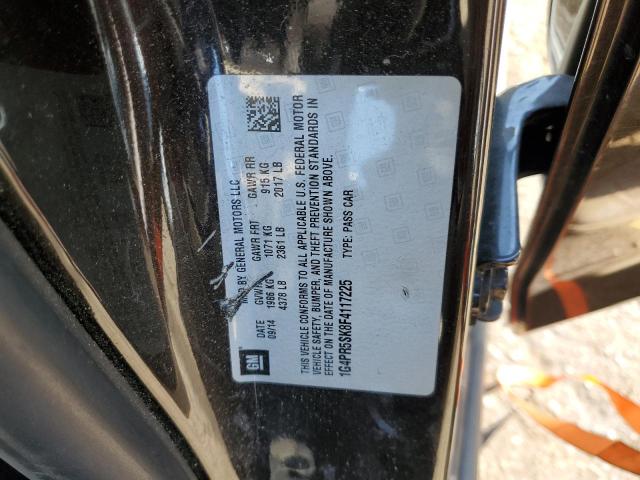 GM
MFD BY GENERAL MOTORS LLC
DATE GVWR GAWR FRT GAWR RR
09/14 1986 KG 1071 KG 915 KG
4378 LB 2361 LB 2017 LB
THIS VEHICLE CONFORMS TO ALL APPLICABLE U.S. FEDERAL MOTOR
VEHICLE SAFETY, BUMPER, AND THEFT PREVENTION STANDARDS IN
EFFECT ON THE DATE OF MANUFACTURE SHOWN ABOVE.
1G4PR5SK8F4117225 TYPE: PASS CAR